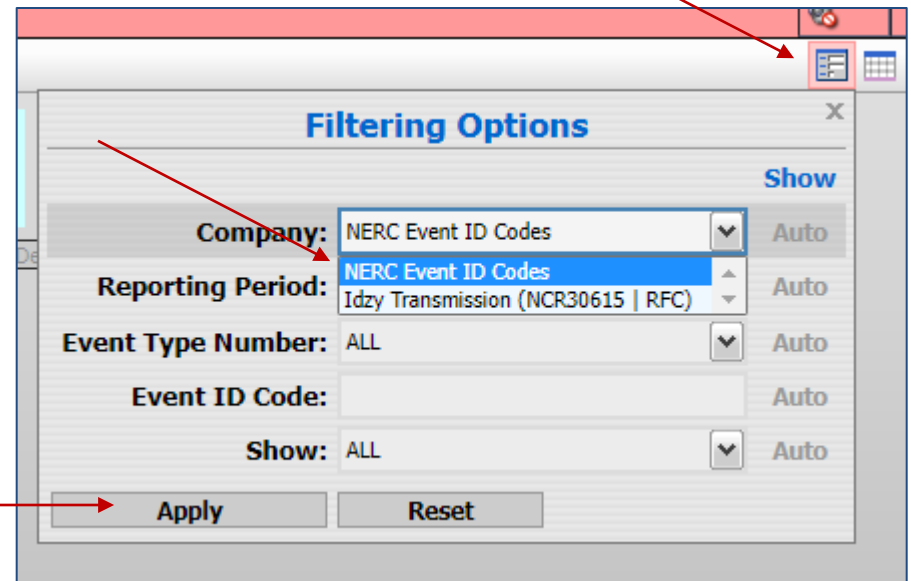 Filtering Options
x
Show
Company: NERC Event ID Codes Auto
NERC Event ID Codes
Idzy Transmission (NCR30615 | RFC)
Reporting Period: Auto
Event Type Number: ALL Auto
Event ID Code: Auto
Show: ALL Auto
Apply Reset